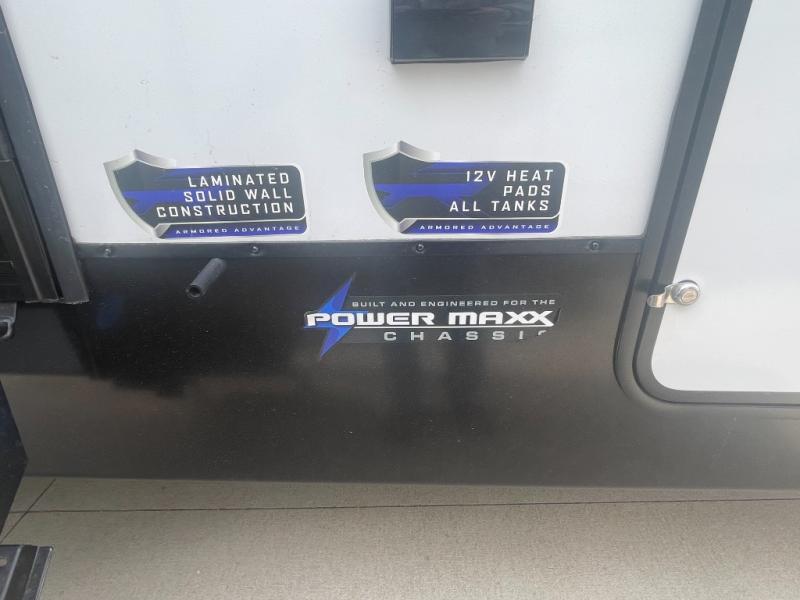 LAMINATED
SOLID WALL
CONSTRUCTION
ARMORED ADVANTAGE
12V HEAT
PADS
ALL TANKS
ARMORED ADVANTAGE
BUILT AND ENGINEERED FOR THE
POWER MAXX
CHASSIS